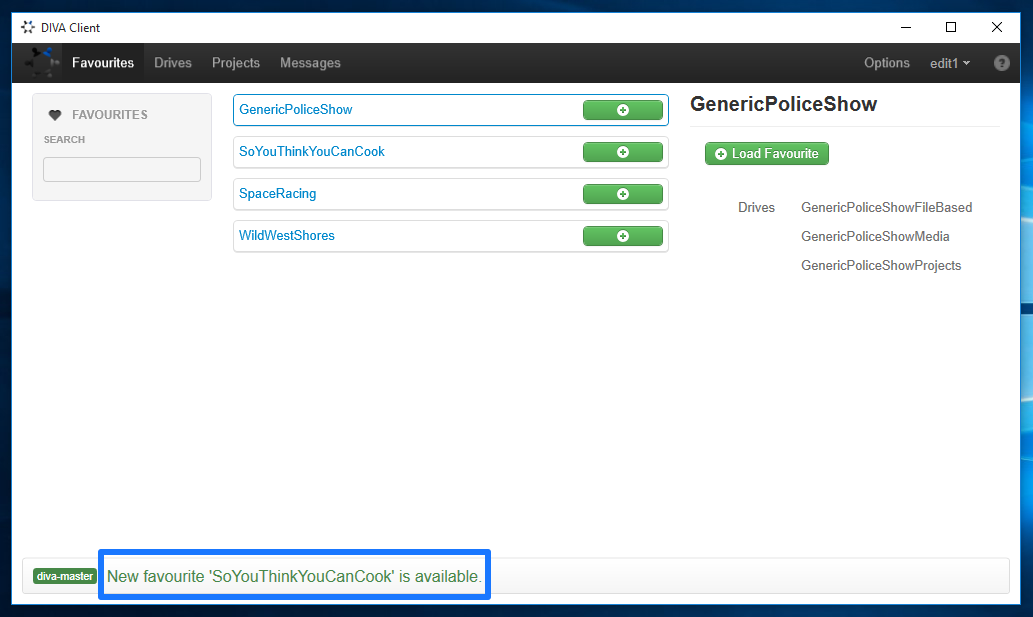 DIVA Client
Favourites Drives Projects Messages Options edit1 ?
FAVOURITES
SEARCH
GenericPoliceShow
SoYouThinkYouCanCook
SpaceRacing
WildWestShores
GenericPoliceShow
Load Favourite
Drives GenericPoliceShowFileBased
GenericPoliceShowMedia
GenericPoliceShowProjects
diva-master New favourite 'SoYouThinkYouCanCook' is available.